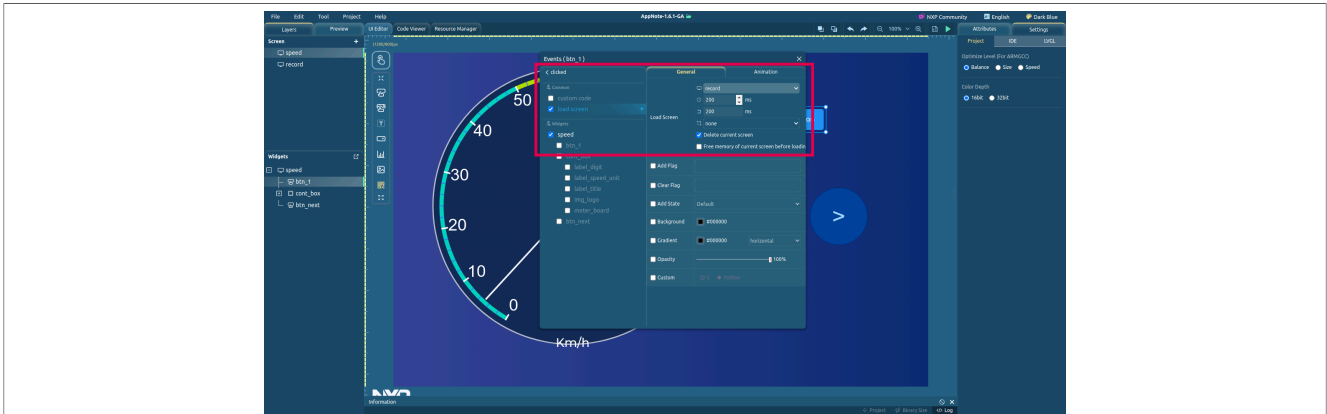 File Edit Tool Project Help AppNote-1.6.1-GA NXP Community English Dark Blue
Layers Preview UI Editor Code Viewer Resource Manager 100% Attributes Settings
Screen + Project IDE LVGL
speed
record
Optimize Level (For ARMGCC)
Balance Size Speed
Color Depth
16bit 32bit
Events ( btn_1 ) ×
< clicked General Animation
Common record
custom code 200 ms
load screen + Load Screen 200 ms
Widgets none
speed Delete current screen
btn_1 Free memory of current screen before loadin
label_digit Add Flag
label_speed_unit
label_title Clear Flag
img_logo Add State Default
meter_board
btn_next Background #000000
Gradient #000000 horizontal
Opacity 100%
Custom
Widgets
speed
btn_1
cont_box
btn_next
50
40
30
20
10
0
Km/h
>
NXP
Information
Project Binary Size Log